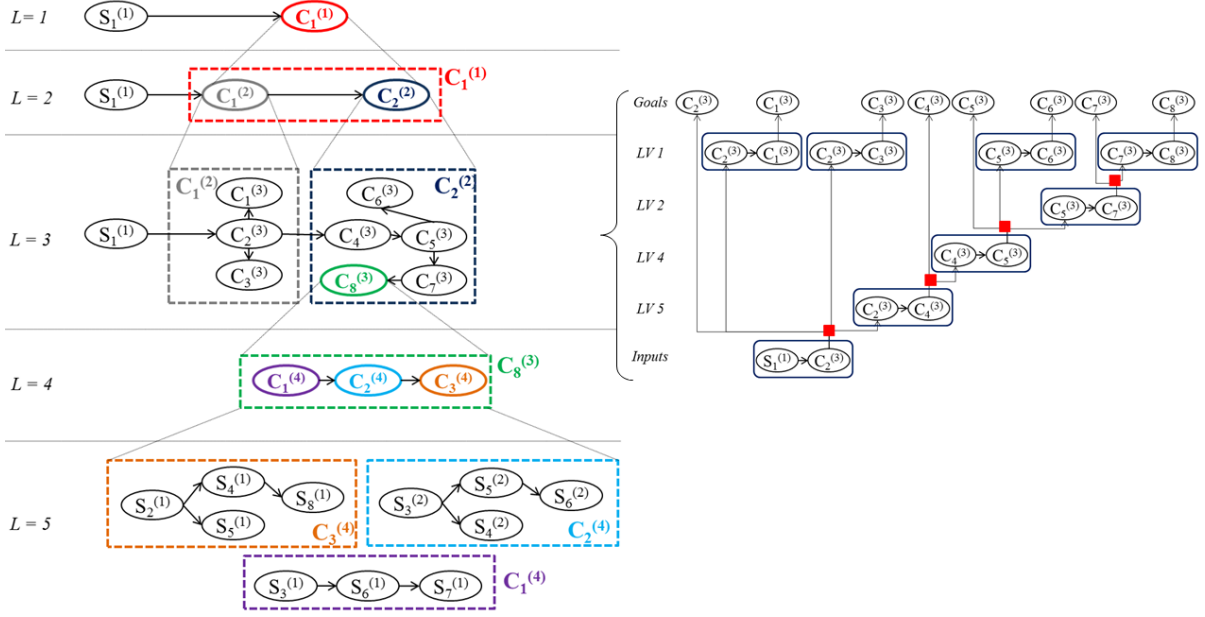 L = 1
S₁⁽¹⁾ C₁⁽¹⁾
L = 2
S₁⁽¹⁾ C₁⁽²⁾ C₂⁽²⁾ C₁⁽¹⁾
L = 3
S₁⁽¹⁾
C₁⁽²⁾
C₁⁽³⁾
C₂⁽³⁾
C₃⁽³⁾
C₂⁽²⁾
C₆⁽³⁾
C₄⁽³⁾ C₅⁽³⁾
C₈⁽³⁾ C₇⁽³⁾
L = 4
C₁⁽⁴⁾ C₂⁽⁴⁾ C₃⁽⁴⁾ C₈⁽³⁾
L = 5
S₂⁽¹⁾ S₄⁽¹⁾ S₈⁽¹⁾
S₅⁽¹⁾
C₃⁽⁴⁾
S₃⁽²⁾ S₅⁽²⁾ S₆⁽²⁾
S₄⁽²⁾
C₂⁽⁴⁾
S₃⁽¹⁾ S₆⁽¹⁾ S₇⁽¹⁾ C₁⁽⁴⁾
Goals C₂⁽³⁾ C₁⁽³⁾ C₃⁽³⁾ C₄⁽³⁾ C₅⁽³⁾ C₆⁽³⁾ C₇⁽³⁾ C₈⁽³⁾
LV 1 C₂⁽³⁾ C₁⁽³⁾ C₂⁽³⁾ C₃⁽³⁾ C₅⁽³⁾ C₆⁽³⁾ C₇⁽³⁾ C₈⁽³⁾
LV 2 C₅⁽³⁾ C₇⁽³⁾
LV 4 C₄⁽³⁾ C₅⁽³⁾
LV 5 C₂⁽³⁾ C₄⁽³⁾
Inputs S₁⁽¹⁾ C₂⁽³⁾